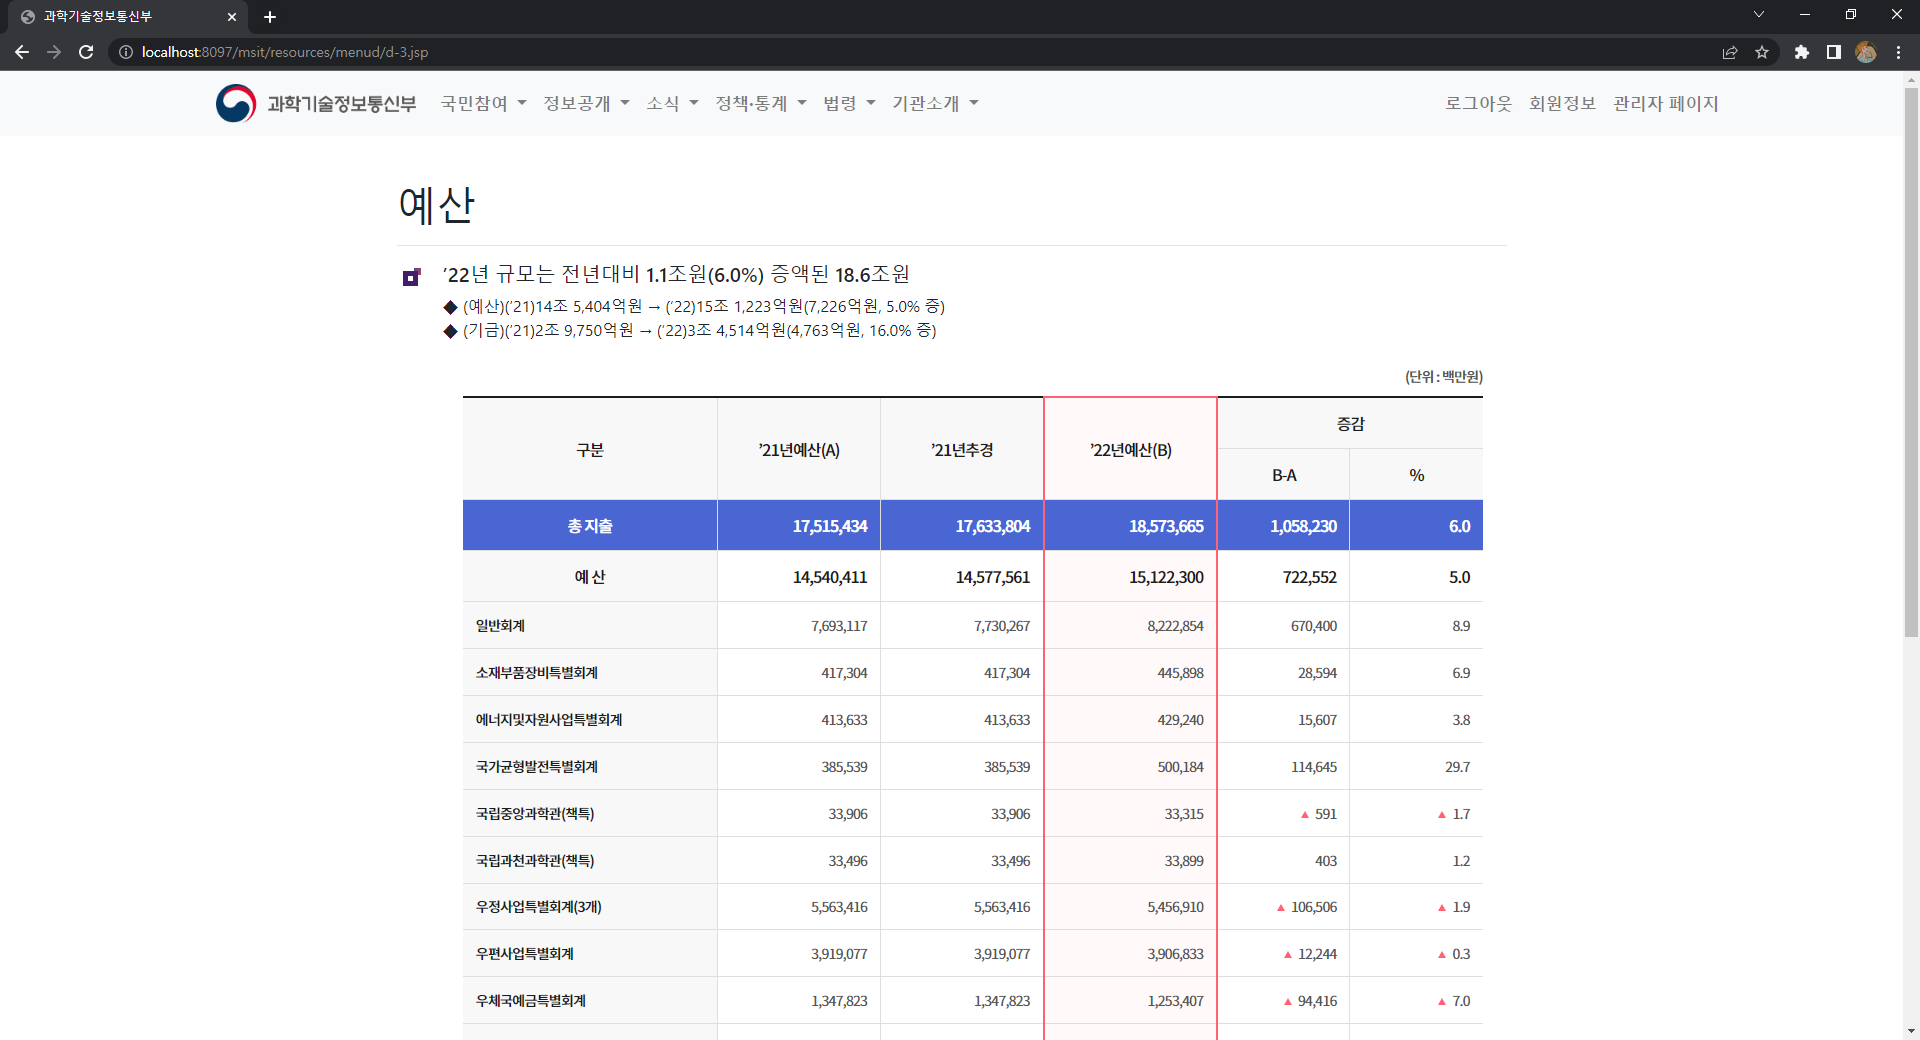 과학기술정보통신부
localhost:8097/msit/resources/menud/d-3.jsp
과학기술정보통신부 국민참여 정보공개 소식 정책·통계 법령 기관소개 로그아웃 회원정보 관리자 페이지
예산
’22년 규모는 전년대비 1.1조원(6.0%) 증액된 18.6조원
◆ (예산)(’21)14조 5,404억원 → (’22)15조 1,223억원(7,226억원, 5.0% 증)
◆ (기금)(’21)2조 9,750억원 → (’22)3조 4,514억원(4,763억원, 16.0% 증)
(단위 : 백만원)
구분 ’21년예산(A) ’21년추경 ’22년예산(B) 증감
B-A %
총 지출 17,515,434 17,633,804 18,573,665 1,058,230 6.0
예 산 14,540,411 14,577,561 15,122,300 722,552 5.0
일반회계 7,693,117 7,730,267 8,222,854 670,400 8.9
소재부품장비특별회계 417,304 417,304 445,898 28,594 6.9
에너지및자원사업특별회계 413,633 413,633 429,240 15,607 3.8
국가균형발전특별회계 385,539 385,539 500,184 114,645 29.7
국립중앙과학관(책특) 33,906 33,906 33,315 ▲ 591 ▲ 1.7
국립과천과학관(책특) 33,496 33,496 33,899 403 1.2
우정사업특별회계(3개) 5,563,416 5,563,416 5,456,910 ▲ 106,506 ▲ 1.9
우편사업특별회계 3,919,077 3,919,077 3,906,833 ▲ 12,244 ▲ 0.3
우체국예금특별회계 1,347,823 1,347,823 1,253,407 ▲ 94,416 ▲ 7.0